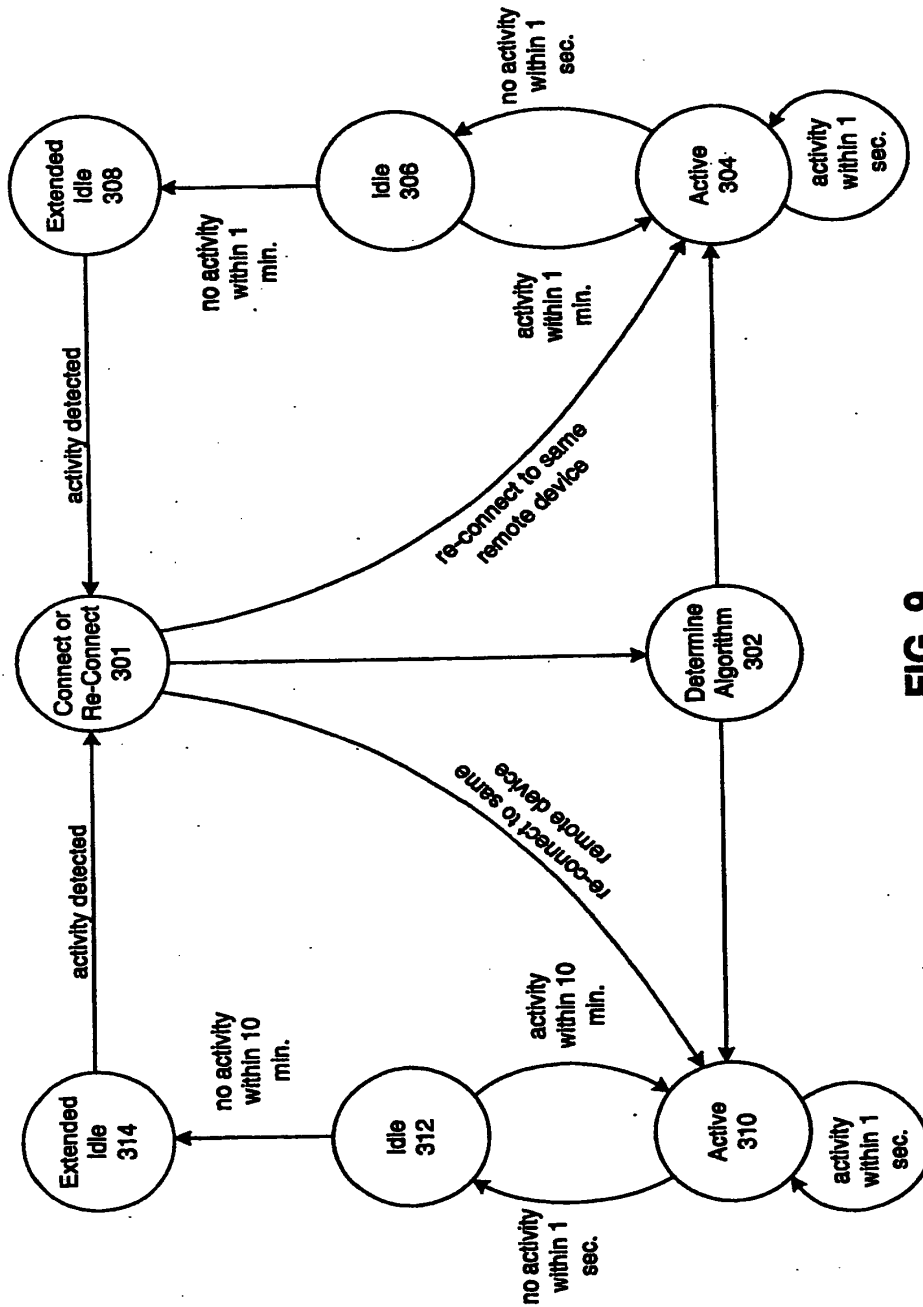 Extended
Idle
314
activity detected
Connect or
Re-Connect
301
activity detected
Extended
Idle
308
no activity
within 10
min.
no activity
within 1
min.
Idle
312
activity
within 10
min.
re-connect to same
remote device
re-connect to same
remote device
activity
within 1
min.
Idle
306
no activity
within 1
sec.
no activity
within 1
sec.
Active
310
Determine
Algorithm
302
Active
304
activity
within 1
sec.
activity
within 1
sec.
FIG. 9